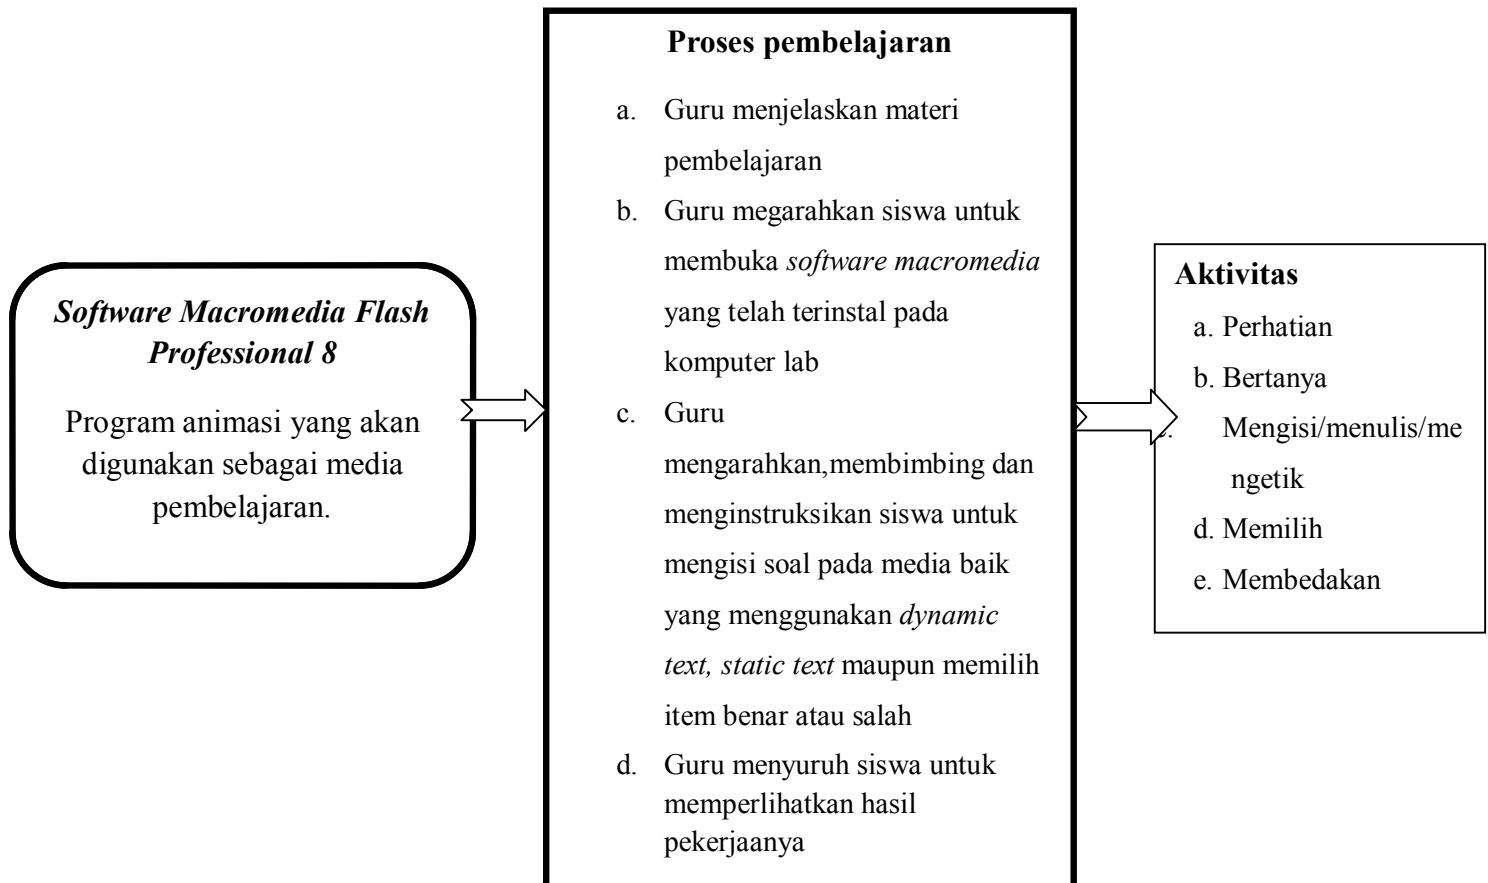 Software Macromedia Flash
Professional 8
Program animasi yang akan
digunakan sebagai media
pembelajaran.
Proses pembelajaran
a. Guru menjelaskan materi
pembelajaran
b. Guru megarahkan siswa untuk
membuka software macromedia
yang telah terinstal pada
komputer lab
c. Guru
mengarahkan,membimbing dan
menginstruksikan siswa untuk
mengisi soal pada media baik
yang menggunakan dynamic
text, static text maupun memilih
item benar atau salah
d. Guru menyuruh siswa untuk
memperlihatkan hasil
pekerjaanya
Aktivitas
a. Perhatian
b. Bertanya
Mengisi/menulis/me
ngetik
d. Memilih
e. Membedakan